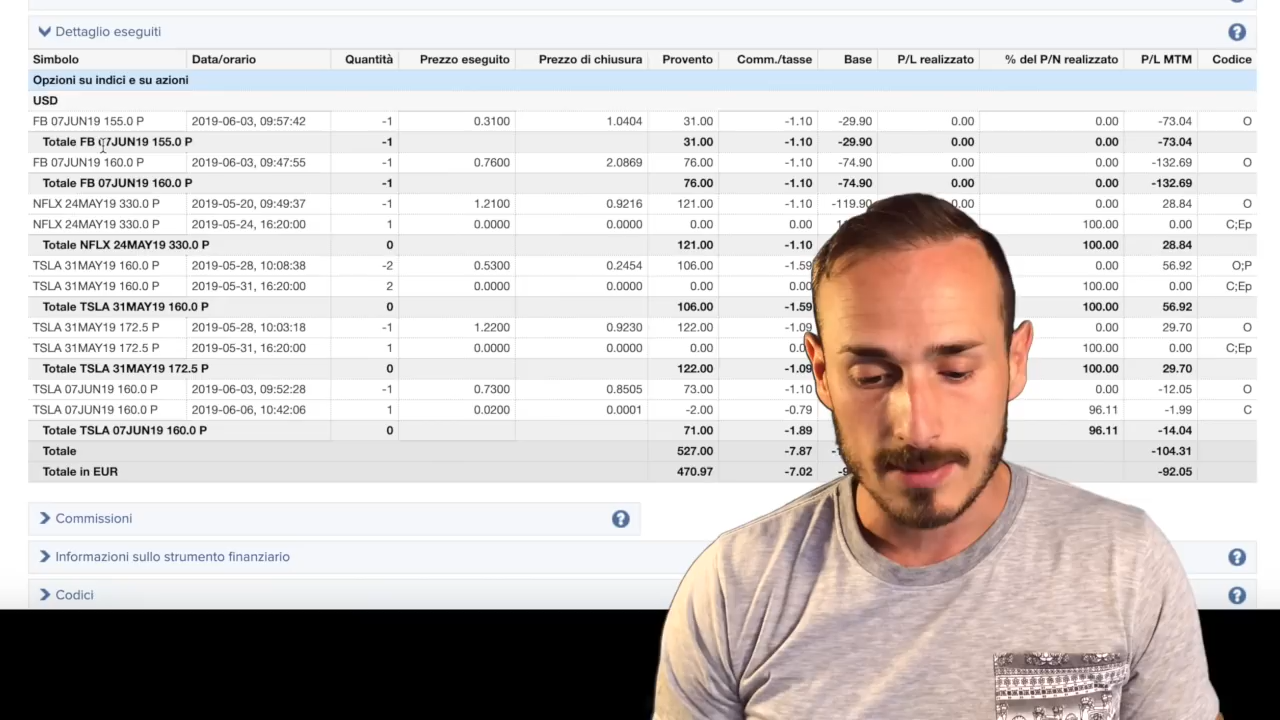 Dettaglio eseguiti
Simbolo Data/orario Quantità Prezzo eseguito Prezzo di chiusura Provento Comm./tasse Base P/L realizzato % del P/N realizzato P/L MTM Codice
Opzioni su indici e su azioni
USD
FB 07JUN19 155.0 P 2019-06-03, 09:57:42 -1 0.3100 1.0404 31.00 -1.10 -29.90 0.00 0.00 -73.04 O
Totale FB 07JUN19 155.0 P -1 31.00 -1.10 -29.90 0.00 0.00 -73.04
FB 07JUN19 160.0 P 2019-06-03, 09:47:55 -1 0.7600 2.0869 76.00 -1.10 -74.90 0.00 0.00 -132.69 O
Totale FB 07JUN19 160.0 P -1 76.00 -1.10 -74.90 0.00 0.00 -132.69
NFLX 24MAY19 330.0 P 2019-05-20, 09:49:37 -1 1.2100 0.9216 121.00 -1.10 -119.90 0.00 0.00 28.84 O
NFLX 24MAY19 330.0 P 2019-05-24, 16:20:00 1 0.0000 0.0000 0.00 0.00 100.00 0.00 C;Ep
Totale NFLX 24MAY19 330.0 P 0 121.00 -1.10 100.00 28.84
TSLA 31MAY19 160.0 P 2019-05-28, 10:08:38 -2 0.5300 0.2454 106.00 -1.59 0.00 56.92 O;P
TSLA 31MAY19 160.0 P 2019-05-31, 16:20:00 2 0.0000 0.0000 0.00 0.00 100.00 0.00 C;Ep
Totale TSLA 31MAY19 160.0 P 0 106.00 -1.59 100.00 56.92
TSLA 31MAY19 172.5 P 2019-05-28, 10:03:18 -1 1.2200 0.9230 122.00 -1.09 0.00 29.70 O
TSLA 31MAY19 172.5 P 2019-05-31, 16:20:00 1 0.0000 0.0000 0.00 100.00 0.00 C;Ep
Totale TSLA 31MAY19 172.5 P 0 122.00 -1.09 100.00 29.70
TSLA 07JUN19 160.0 P 2019-06-03, 09:52:28 -1 0.7300 0.8505 73.00 -1.10 0.00 -12.05 O
TSLA 07JUN19 160.0 P 2019-06-06, 10:42:06 1 0.0200 0.0001 -2.00 -0.79 96.11 -1.99 C
Totale TSLA 07JUN19 160.0 P 0 71.00 -1.89 96.11 -14.04
Totale 527.00 -7.87 -104.31
Totale in EUR 470.97 -7.02 -92.05
Commissioni
Informazioni sullo strumento finanziario
Codici